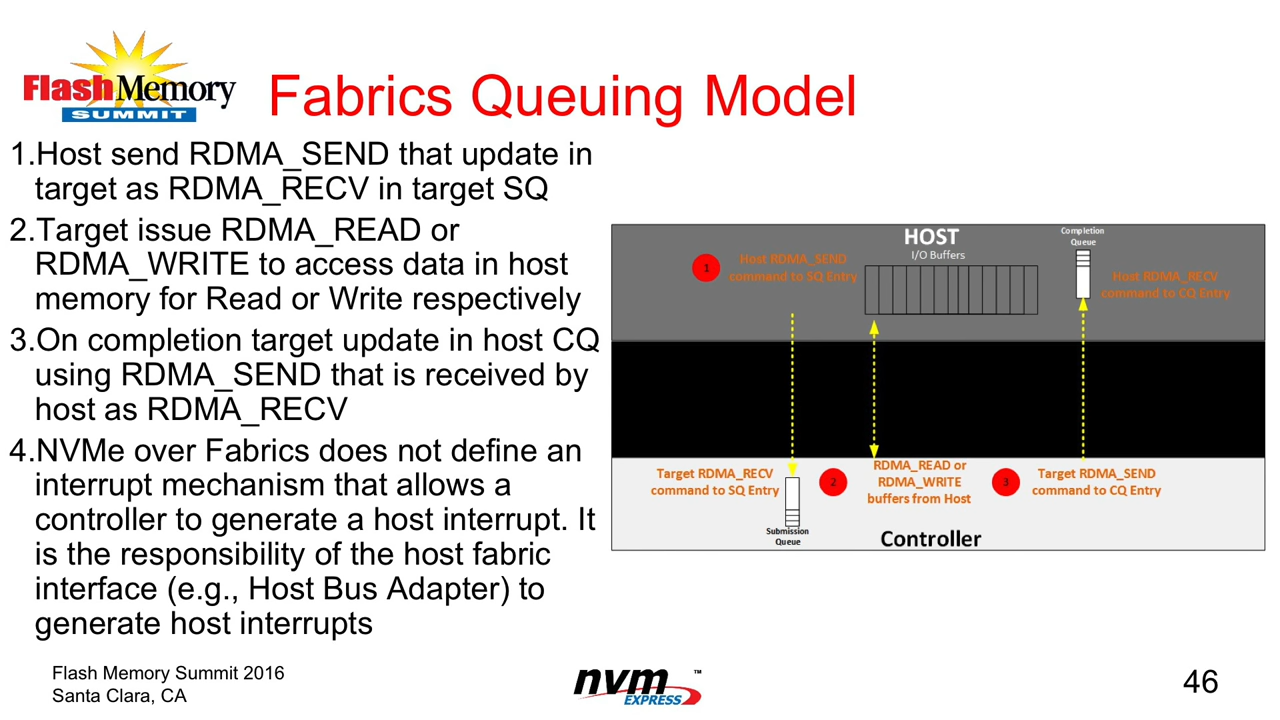 FlashMemory
SUMMIT
Fabrics Queuing Model
1.Host send RDMA_SEND that update in
target as RDMA_RECV in target SQ
2.Target issue RDMA_READ or
RDMA_WRITE to access data in host
memory for Read or Write respectively
3.On completion target update in host CQ
using RDMA_SEND that is received by
host as RDMA_RECV
4.NVMe over Fabrics does not define an
interrupt mechanism that allows a
controller to generate a host interrupt. It
is the responsibility of the host fabric
interface (e.g., Host Bus Adapter) to
generate host interrupts
HOST
I/O Buffers
Completion
Queue
1
Host RDMA_SEND
command to SQ Entry
Host RDMA_RECV
command to CQ Entry
Target RDMA_RECV
command to SQ Entry
2
RDMA_READ or
RDMA_WRITE
buffers from Host
3
Target RDMA_SEND
command to CQ Entry
Submission
Queue
Controller
Flash Memory Summit 2016
Santa Clara, CA
nvm™
EXPRESS
46